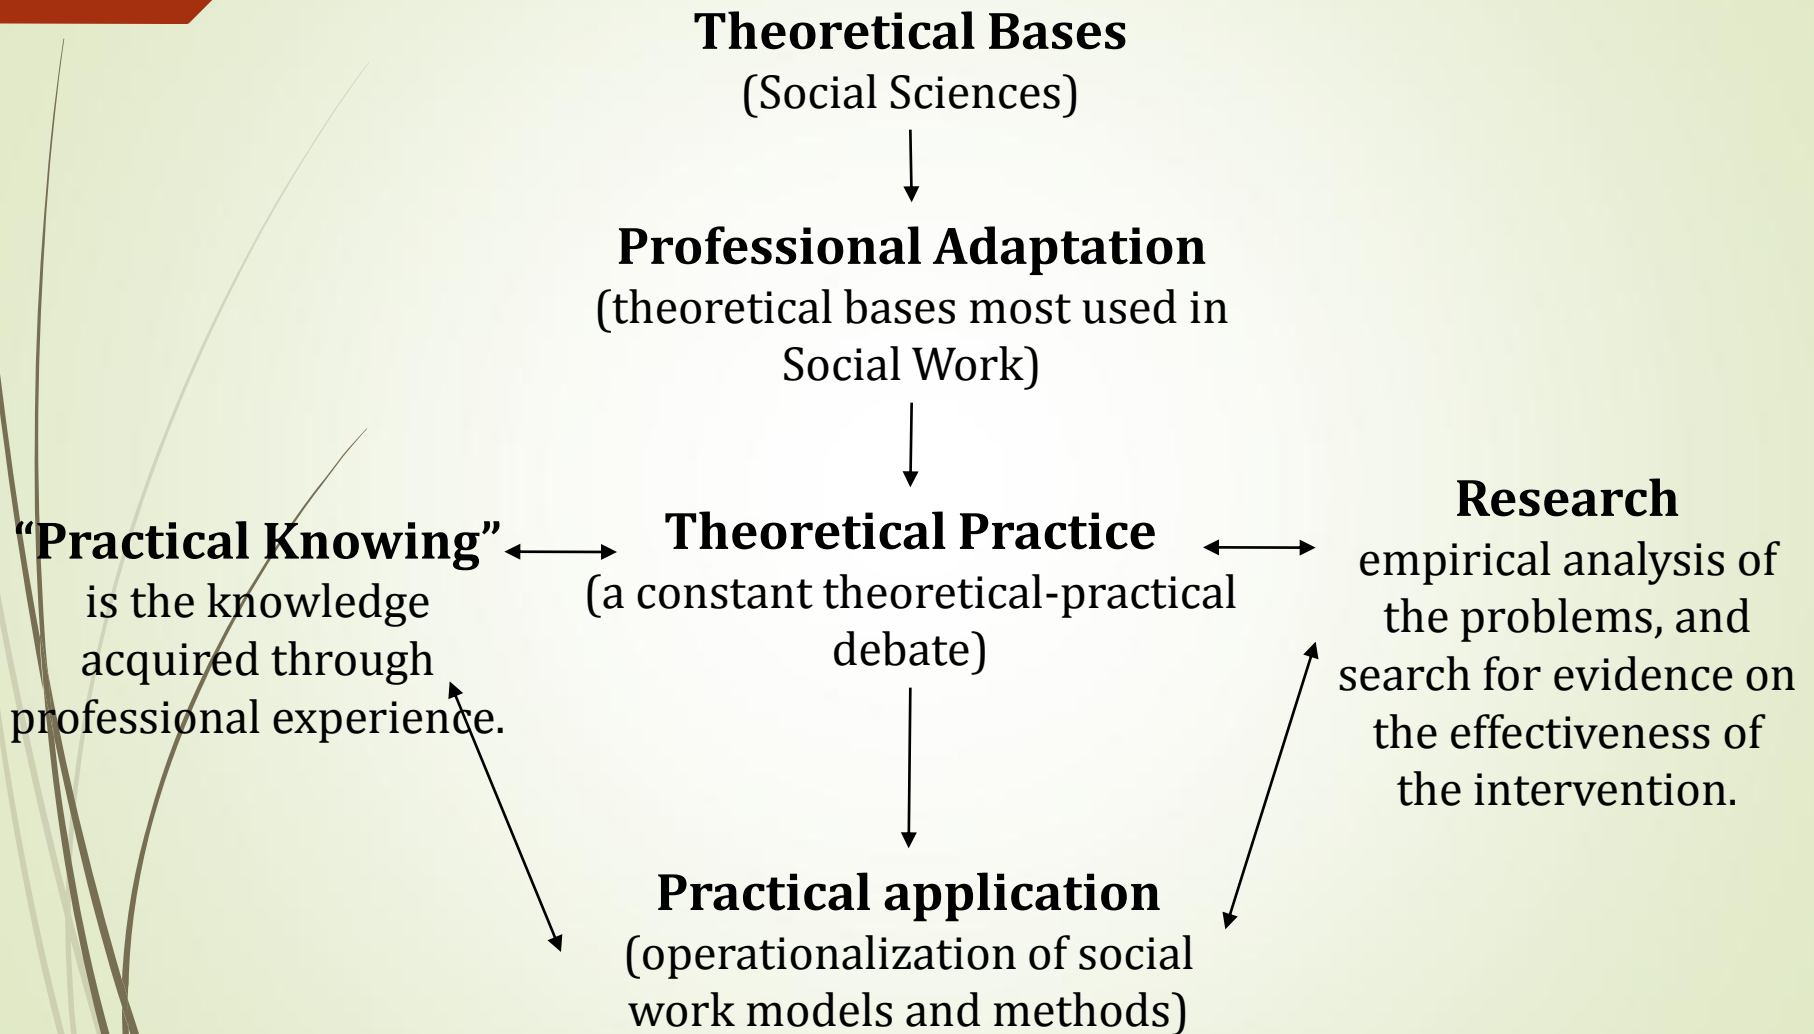 Theoretical Bases
(Social Sciences)
Professional Adaptation
(theoretical bases most used in
Social Work)
“Practical Knowing”
is the knowledge
acquired through
professional experience.
Theoretical Practice
(a constant theoretical-practical
debate)
Research
empirical analysis of
the problems, and
search for evidence on
the effectiveness of
the intervention.
Practical application
(operationalization of social
work models and methods)